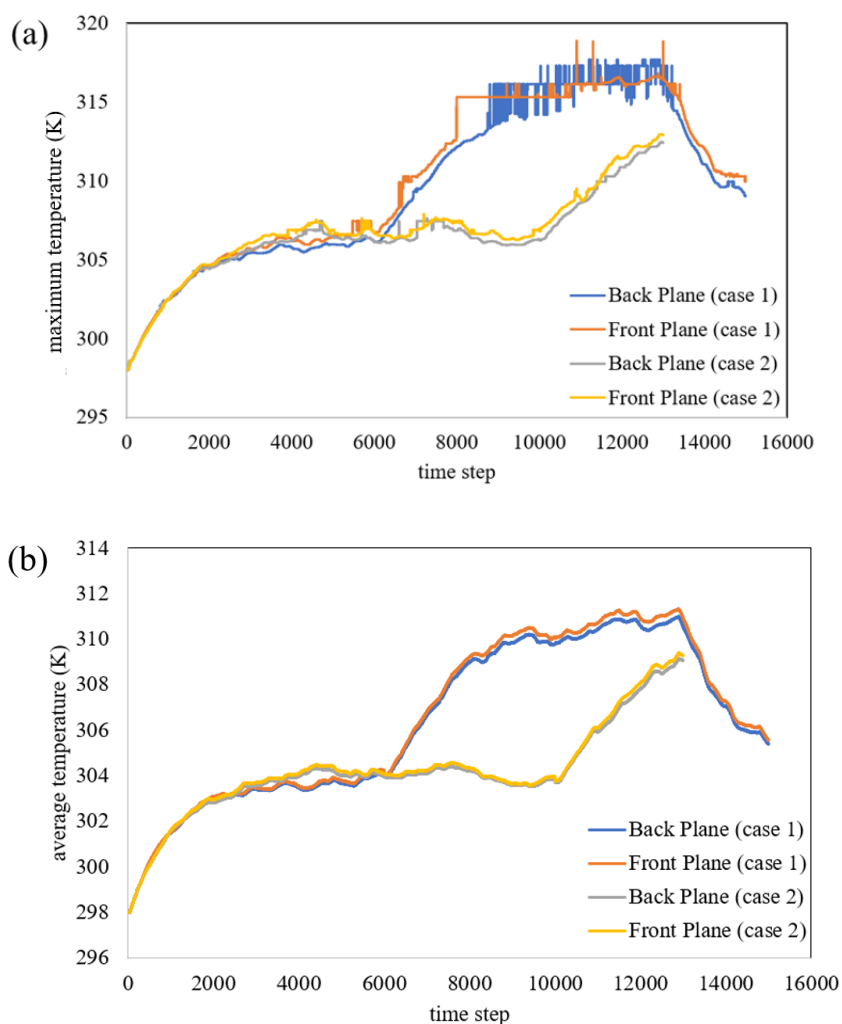 (a)
maximum temperature (K)
320
315
310
305
300
295
0 2000 4000 6000 8000 10000 12000 14000 16000
time step
Back Plane (case 1)
Front Plane (case 1)
Back Plane (case 2)
Front Plane (case 2)
(b)
average temperature (K)
314
312
310
308
306
304
302
300
298
296
0 2000 4000 6000 8000 10000 12000 14000 16000
time step
Back Plane (case 1)
Front Plane (case 1)
Back Plane (case 2)
Front Plane (case 2)